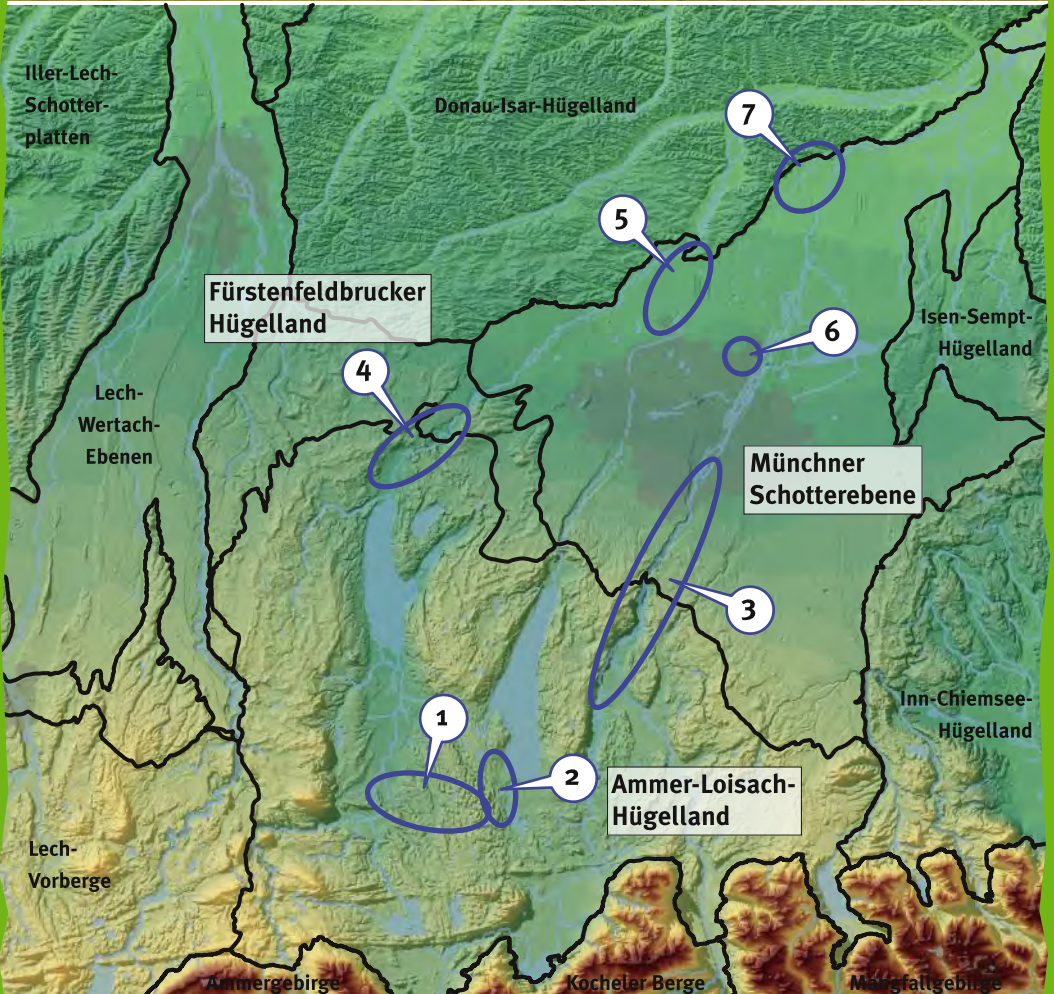 Iller-Lech-
Schotter-
platten
Donau-Isar-Hügelland
7
5
Fürstenfeldbrucker
Hügelland
6
Isen-Sempt-
Hügelland
4
Lech-
Wertach-
Ebenen
Münchner
Schotterebene
3
Inn-Chiemsee-
Hügelland
1
2
Ammer-Loisach-
Hügelland
Lech-
Vorberge
Ammergebirge
Kocheler Berge
Mangfallgebirge